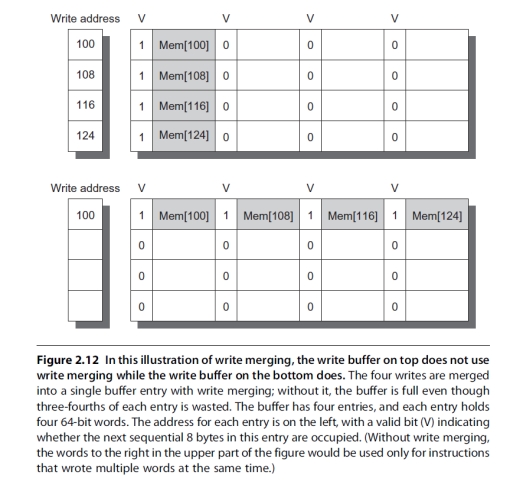 Write address V V V V
100 1 Mem[100] 0 0 0
108 1 Mem[108] 0 0 0
116 1 Mem[116] 0 0 0
124 1 Mem[124] 0 0 0
Write address V V V V
100 1 Mem[100] 1 Mem[108] 1 Mem[116] 1 Mem[124]
0 0 0 0
0 0 0 0
0 0 0 0
Figure 2.12 In this illustration of write merging, the write buffer on top does not use
write merging while the write buffer on the bottom does. The four writes are merged
into a single buffer entry with write merging; without it, the buffer is full even though
three-fourths of each entry is wasted. The buffer has four entries, and each entry holds
four 64-bit words. The address for each entry is on the left, with a valid bit (V) indicating
whether the next sequential 8 bytes in this entry are occupied. (Without write merging,
the words to the right in the upper part of the figure would be used only for instructions
that wrote multiple words at the same time.)